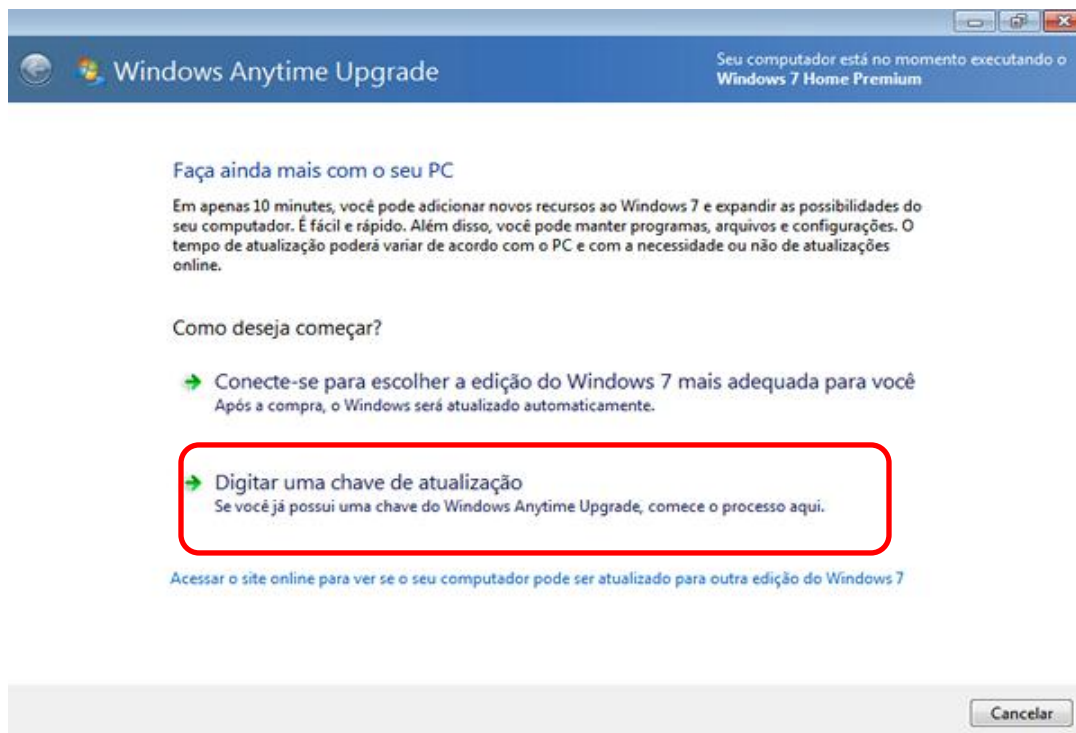 Windows Anytime Upgrade
Seu computador está no momento executando o
Windows 7 Home Premium
Faça ainda mais com o seu PC
Em apenas 10 minutes, você pode adicionar novos recursos ao Windows 7 e expandir as possibilidades do
seu computador. É fácil e rápido. Além disso, você pode manter programas, arquivos e configurações. O
tempo de atualização poderá variar de acordo com o PC e com a necessidade ou não de atualizações
online.
Como deseja começar?
Conecte-se para escolher a edição do Windows 7 mais adequada para você
Após a compra, o Windows será atualizado automaticamente.
Digitar uma chave de atualização
Se você já possui uma chave do Windows Anytime Upgrade, comece o processo aqui.
Acessar o site online para ver se o seu computador pode ser atualizado para outra edição do Windows 7
Cancelar